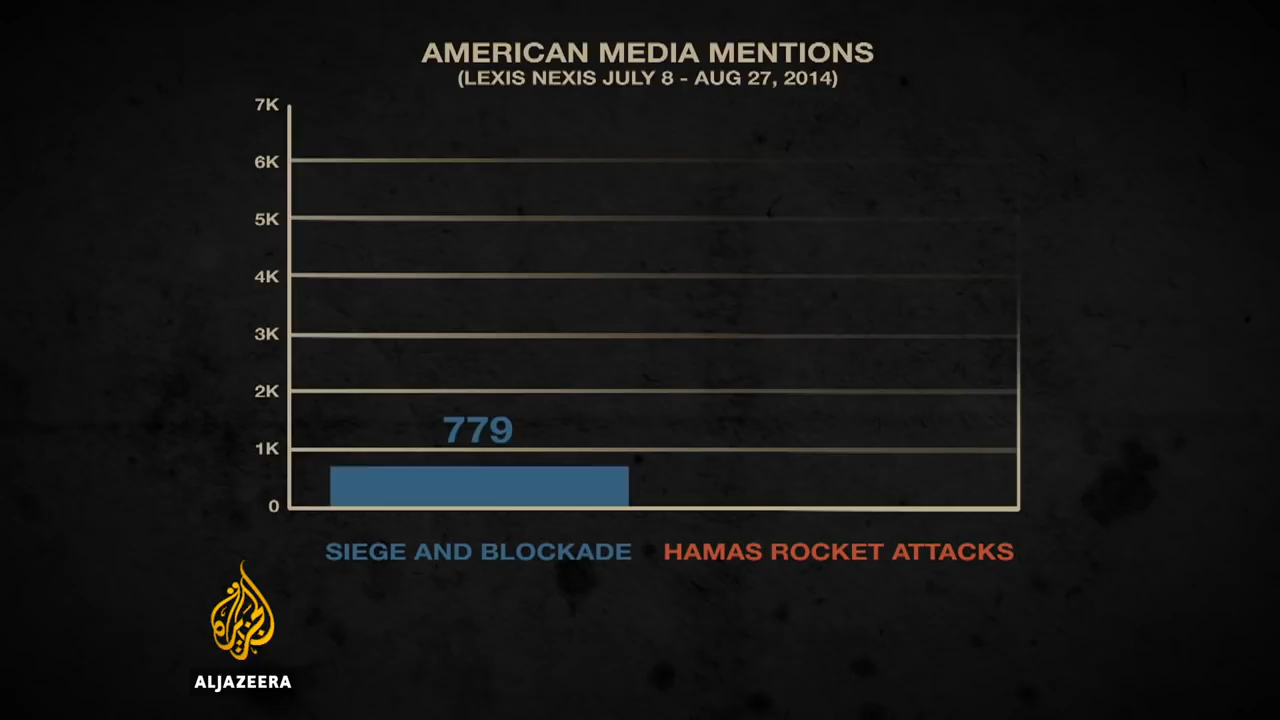 AMERICAN MEDIA MENTIONS
(LEXIS NEXIS JULY 8 - AUG 27, 2014)
7K
6K
5K
4K
3K
2K
779
1K
0
SIEGE AND BLOCKADE
HAMAS ROCKET ATTACKS
الجزيرة
ALJAZEERA